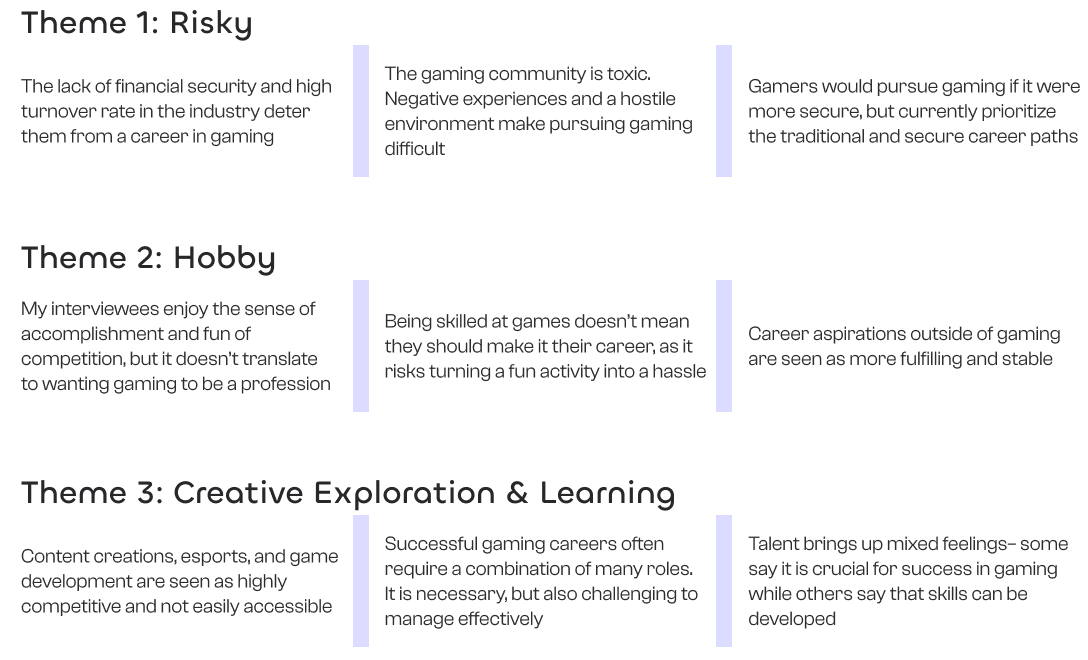 Theme 1: Risky
The lack of financial security and high
turnover rate in the industry deter
them from a career in gaming
The gaming community is toxic.
Negative experiences and a hostile
environment make pursuing gaming
difficult
Gamers would pursue gaming if it were
more secure, but currently prioritize
the traditional and secure career paths
Theme 2: Hobby
My interviewees enjoy the sense of
accomplishment and fun of
competition, but it doesn't translate
to wanting gaming to be a profession
Being skilled at games doesn't mean
they should make it their career, as it
risks turning a fun activity into a hassle
Career aspirations outside of gaming
are seen as more fulfilling and stable
Theme 3: Creative Exploration & Learning
Content creations, esports, and game
development are seen as highly
competitive and not easily accessible
Successful gaming careers often
require a combination of many roles.
It is necessary, but also challenging to
manage effectively
Talent brings up mixed feelings– some
say it is crucial for success in gaming
while others say that skills can be
developed